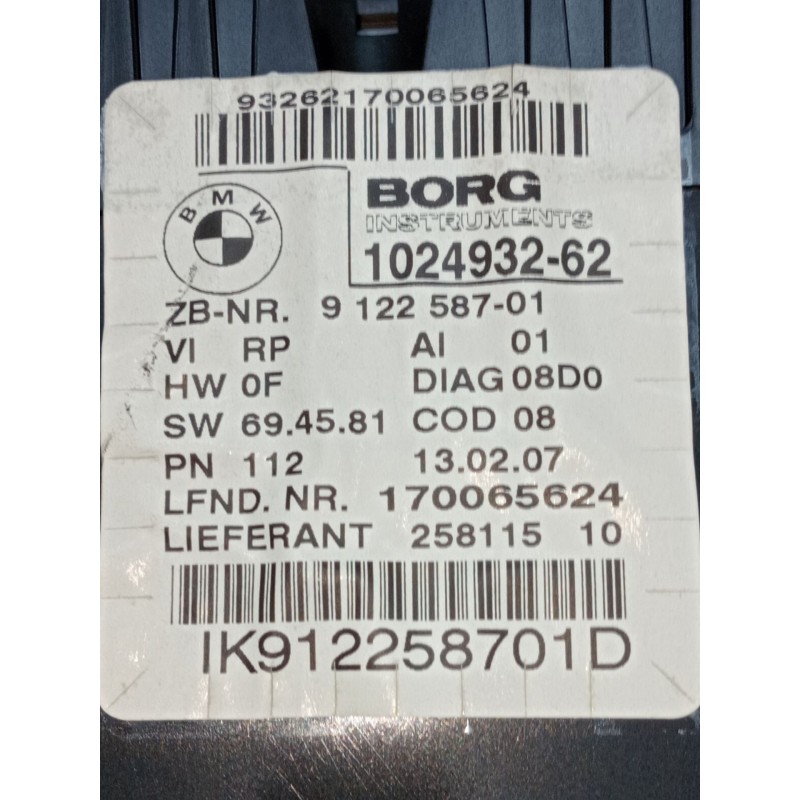 93262170065624
BMW
BORG
INSTRUMENTS
1024932-62
ZB-NR. 9 122 587-01
VI RP AI 01
HW 0F DIAG 08D0
SW 69.45.81 COD 08
PN 112 13.02.07
LFND. NR. 170065624
LIEFERANT 258115 10
IK912258701D